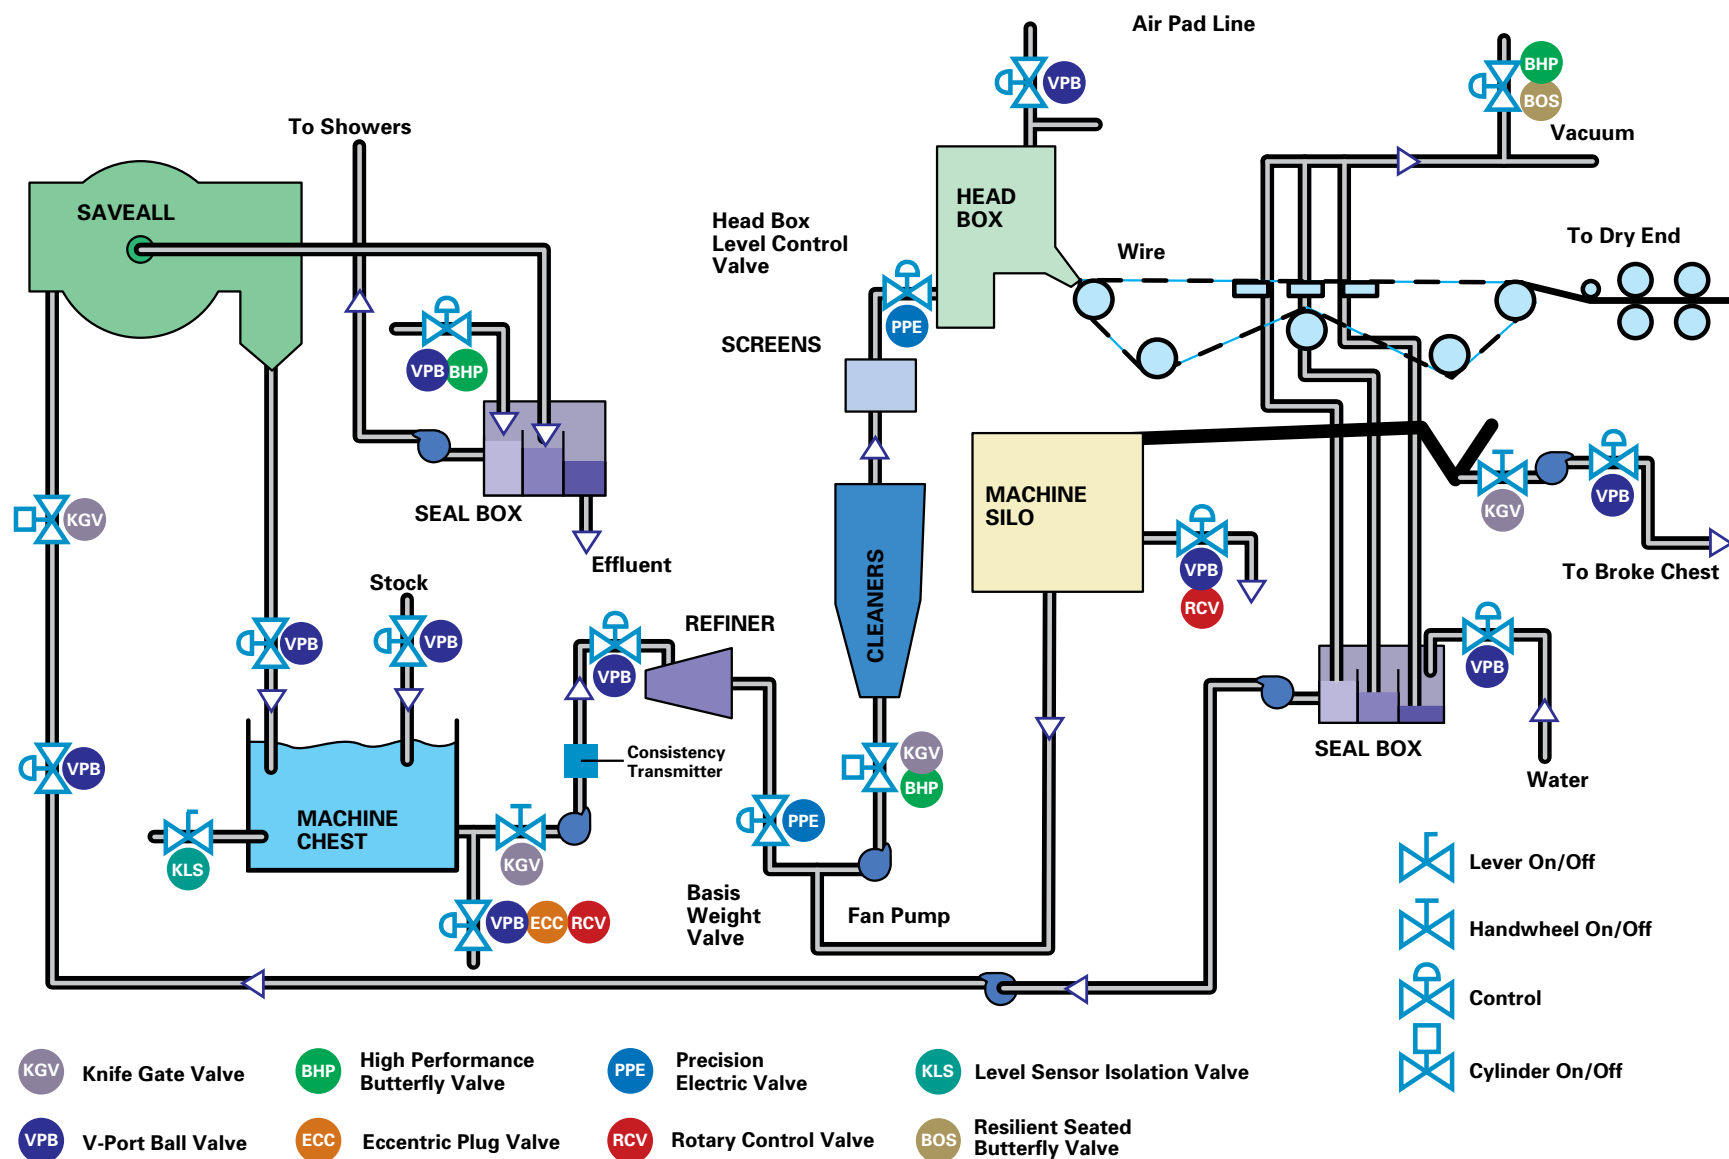 Air Pad Line
VPB
BHP
BOS
Vacuum
To Showers
SAVEALL
HEAD
BOX
Head Box
Level Control
Valve
Wire
To Dry End
PPE
SCREENS
VPB
BHP
SEAL BOX
Effluent
KGV
MACHINE
SILO
KGV
VPB
To Broke Chest
VPB
RCV
CLEANERS
Stock
VPB
VPB
REFINER
VPB
VPB
SEAL BOX
Water
Consistency
Transmitter
KGV
BHP
VPB
MACHINE
CHEST
KLS
KGV
PPE
VPB
ECC
RCV
Basis
Weight
Valve
Fan Pump
Lever On/Off
Handwheel On/Off
Control
Cylinder On/Off
KGV
Knife Gate Valve
BHP
High Performance
Butterfly Valve
PPE
Precision
Electric Valve
KLS
Level Sensor Isolation Valve
VPB
V-Port Ball Valve
ECC
Eccentric Plug Valve
RCV
Rotary Control Valve
BOS
Resilient Seated
Butterfly Valve